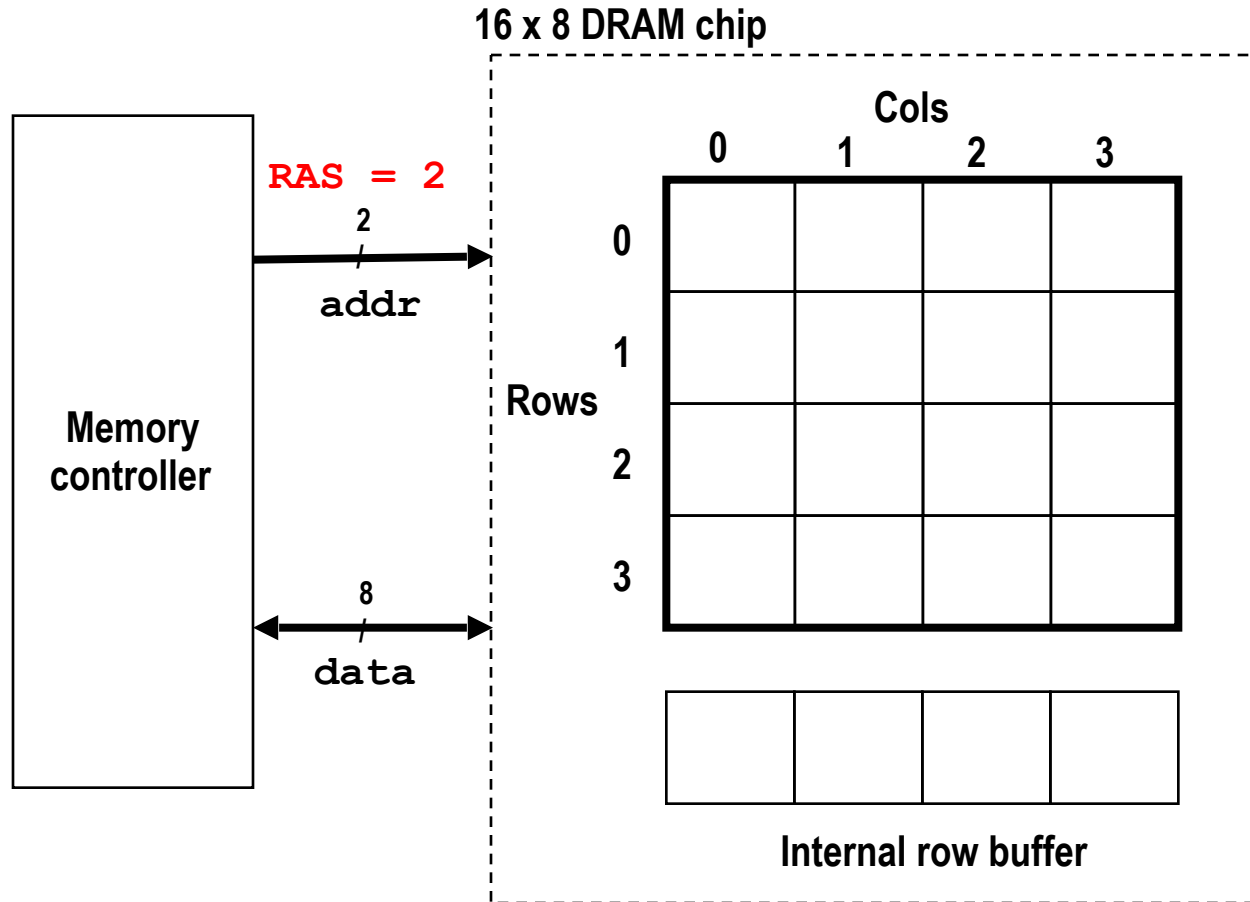 16 x 8 DRAM chip
Cols
0 1 2 3
RAS = 2
2
addr
0
1
Rows
2
3
Memory
controller
8
data
Internal row buffer